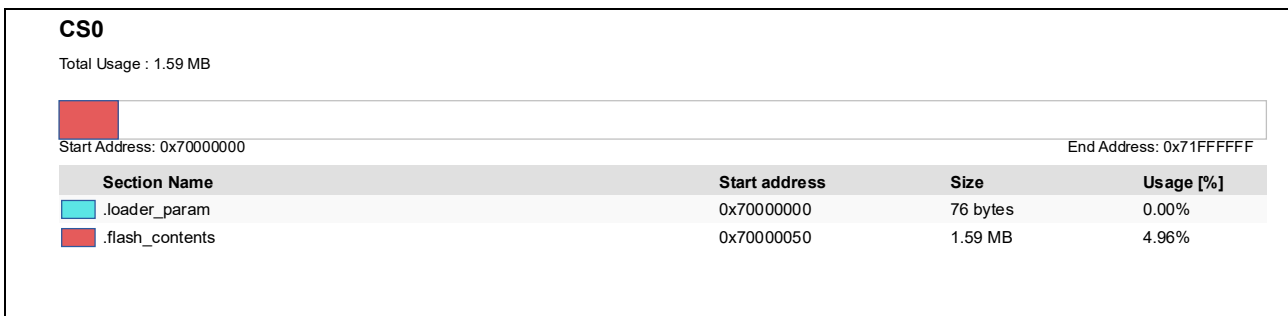 CS0
Total Usage : 1.59 MB
Start Address: 0x70000000 End Address: 0x71FFFFFF
Section Name Start address Size Usage [%]
.loader_param 0x70000000 76 bytes 0.00%
.flash_contents 0x70000050 1.59 MB 4.96%